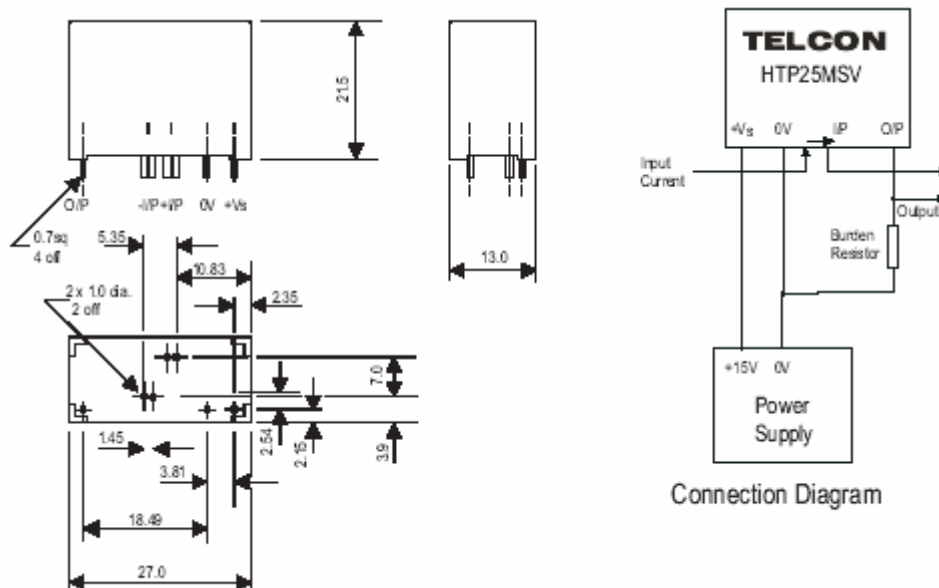 21.5
O/P -I/P +I/P 0V +Vs
0.7sq
4 off
5.35
10.83
13.0
2 x 1.0 dia.
2 off
2.35
7.0
1.45
2.54
2.15
3.9
3.81
18.49
27.0
TELCON
HTP25MSV
+Vs 0V I/P O/P
Input
Current
Output
Burden
Resistor
+15V 0V
Power
Supply
Connection Diagram